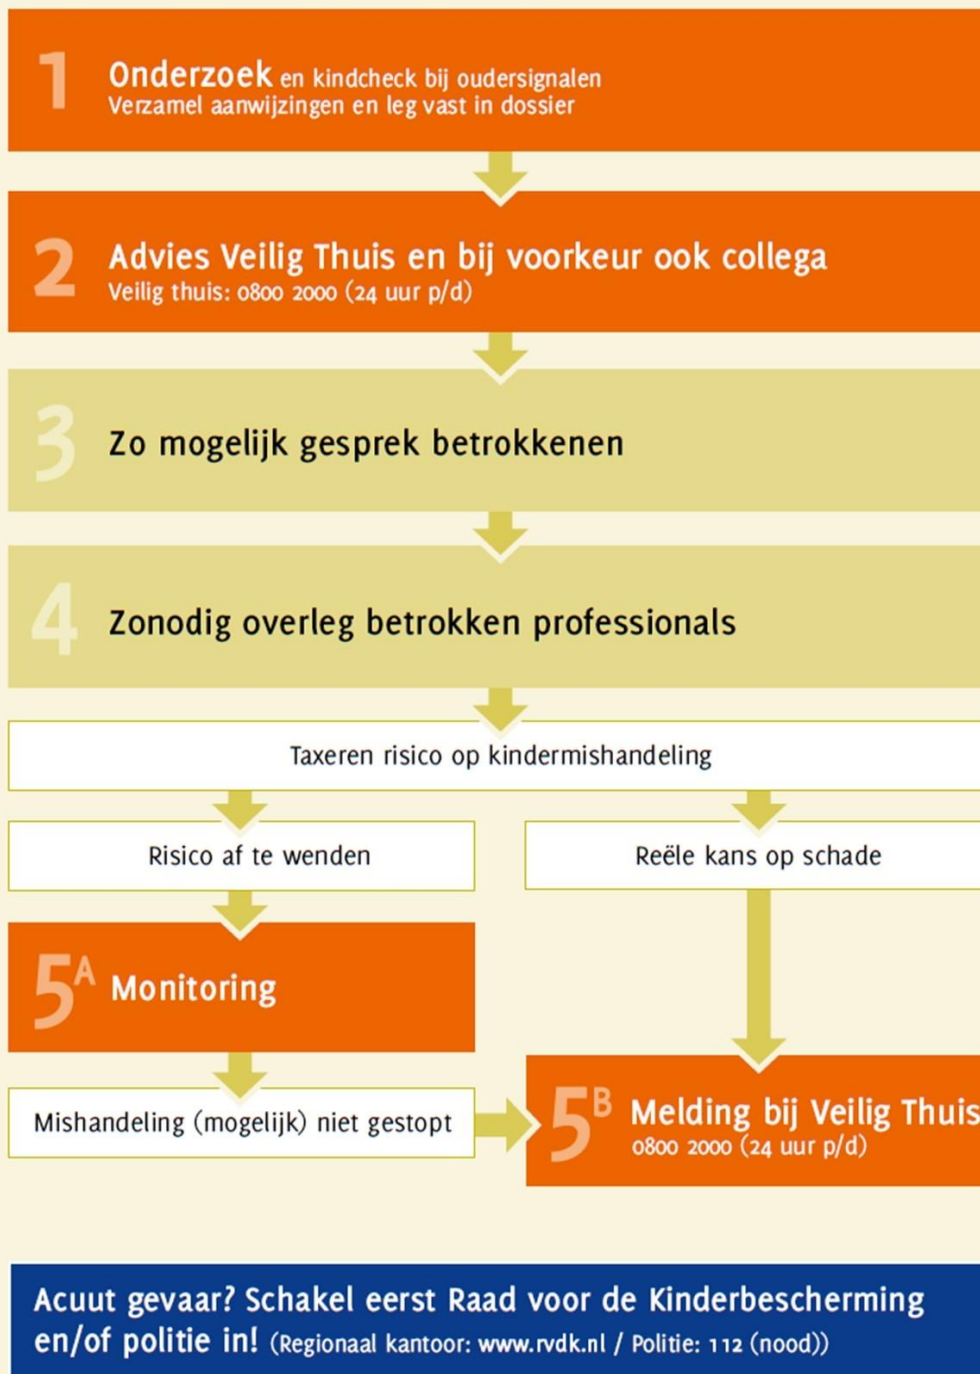 1
Onderzoek en kindcheck bij oudersignalen
Verzamel aanwijzingen en leg vast in dossier
2
Advies Veilig Thuis en bij voorkeur ook collega
Veilig thuis: 0800 2000 (24 uur p/d)
3
Zo mogelijk gesprek betrokkenen
4
Zonodig overleg betrokken professionals
Taxeren risico op kindermishandeling
Risico af te wenden
Reële kans op schade
5A Monitoring
Mishandeling (mogelijk) niet gestopt
5B Melding bij Veilig Thuis
0800 2000 (24 uur p/d)
Acuut gevaar? Schakel eerst Raad voor de Kinderbescherming
en/of politie in! (Regionaal kantoor: www.rvdk.nl / Politie: 112 (nood))